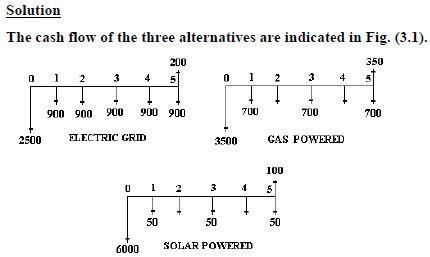 Solution
The cash flow of the three alternatives are indicated in Fig. (3.1).
200
0 1 2 3 4 5
900 900 900 900 900
2500
ELECTRIC GRID
350
0 1 2 3 4 5
700 700 700
3500
GAS POWERED
100
0 1 2 3 4 5
50 50 50
6000
SOLAR POWERED